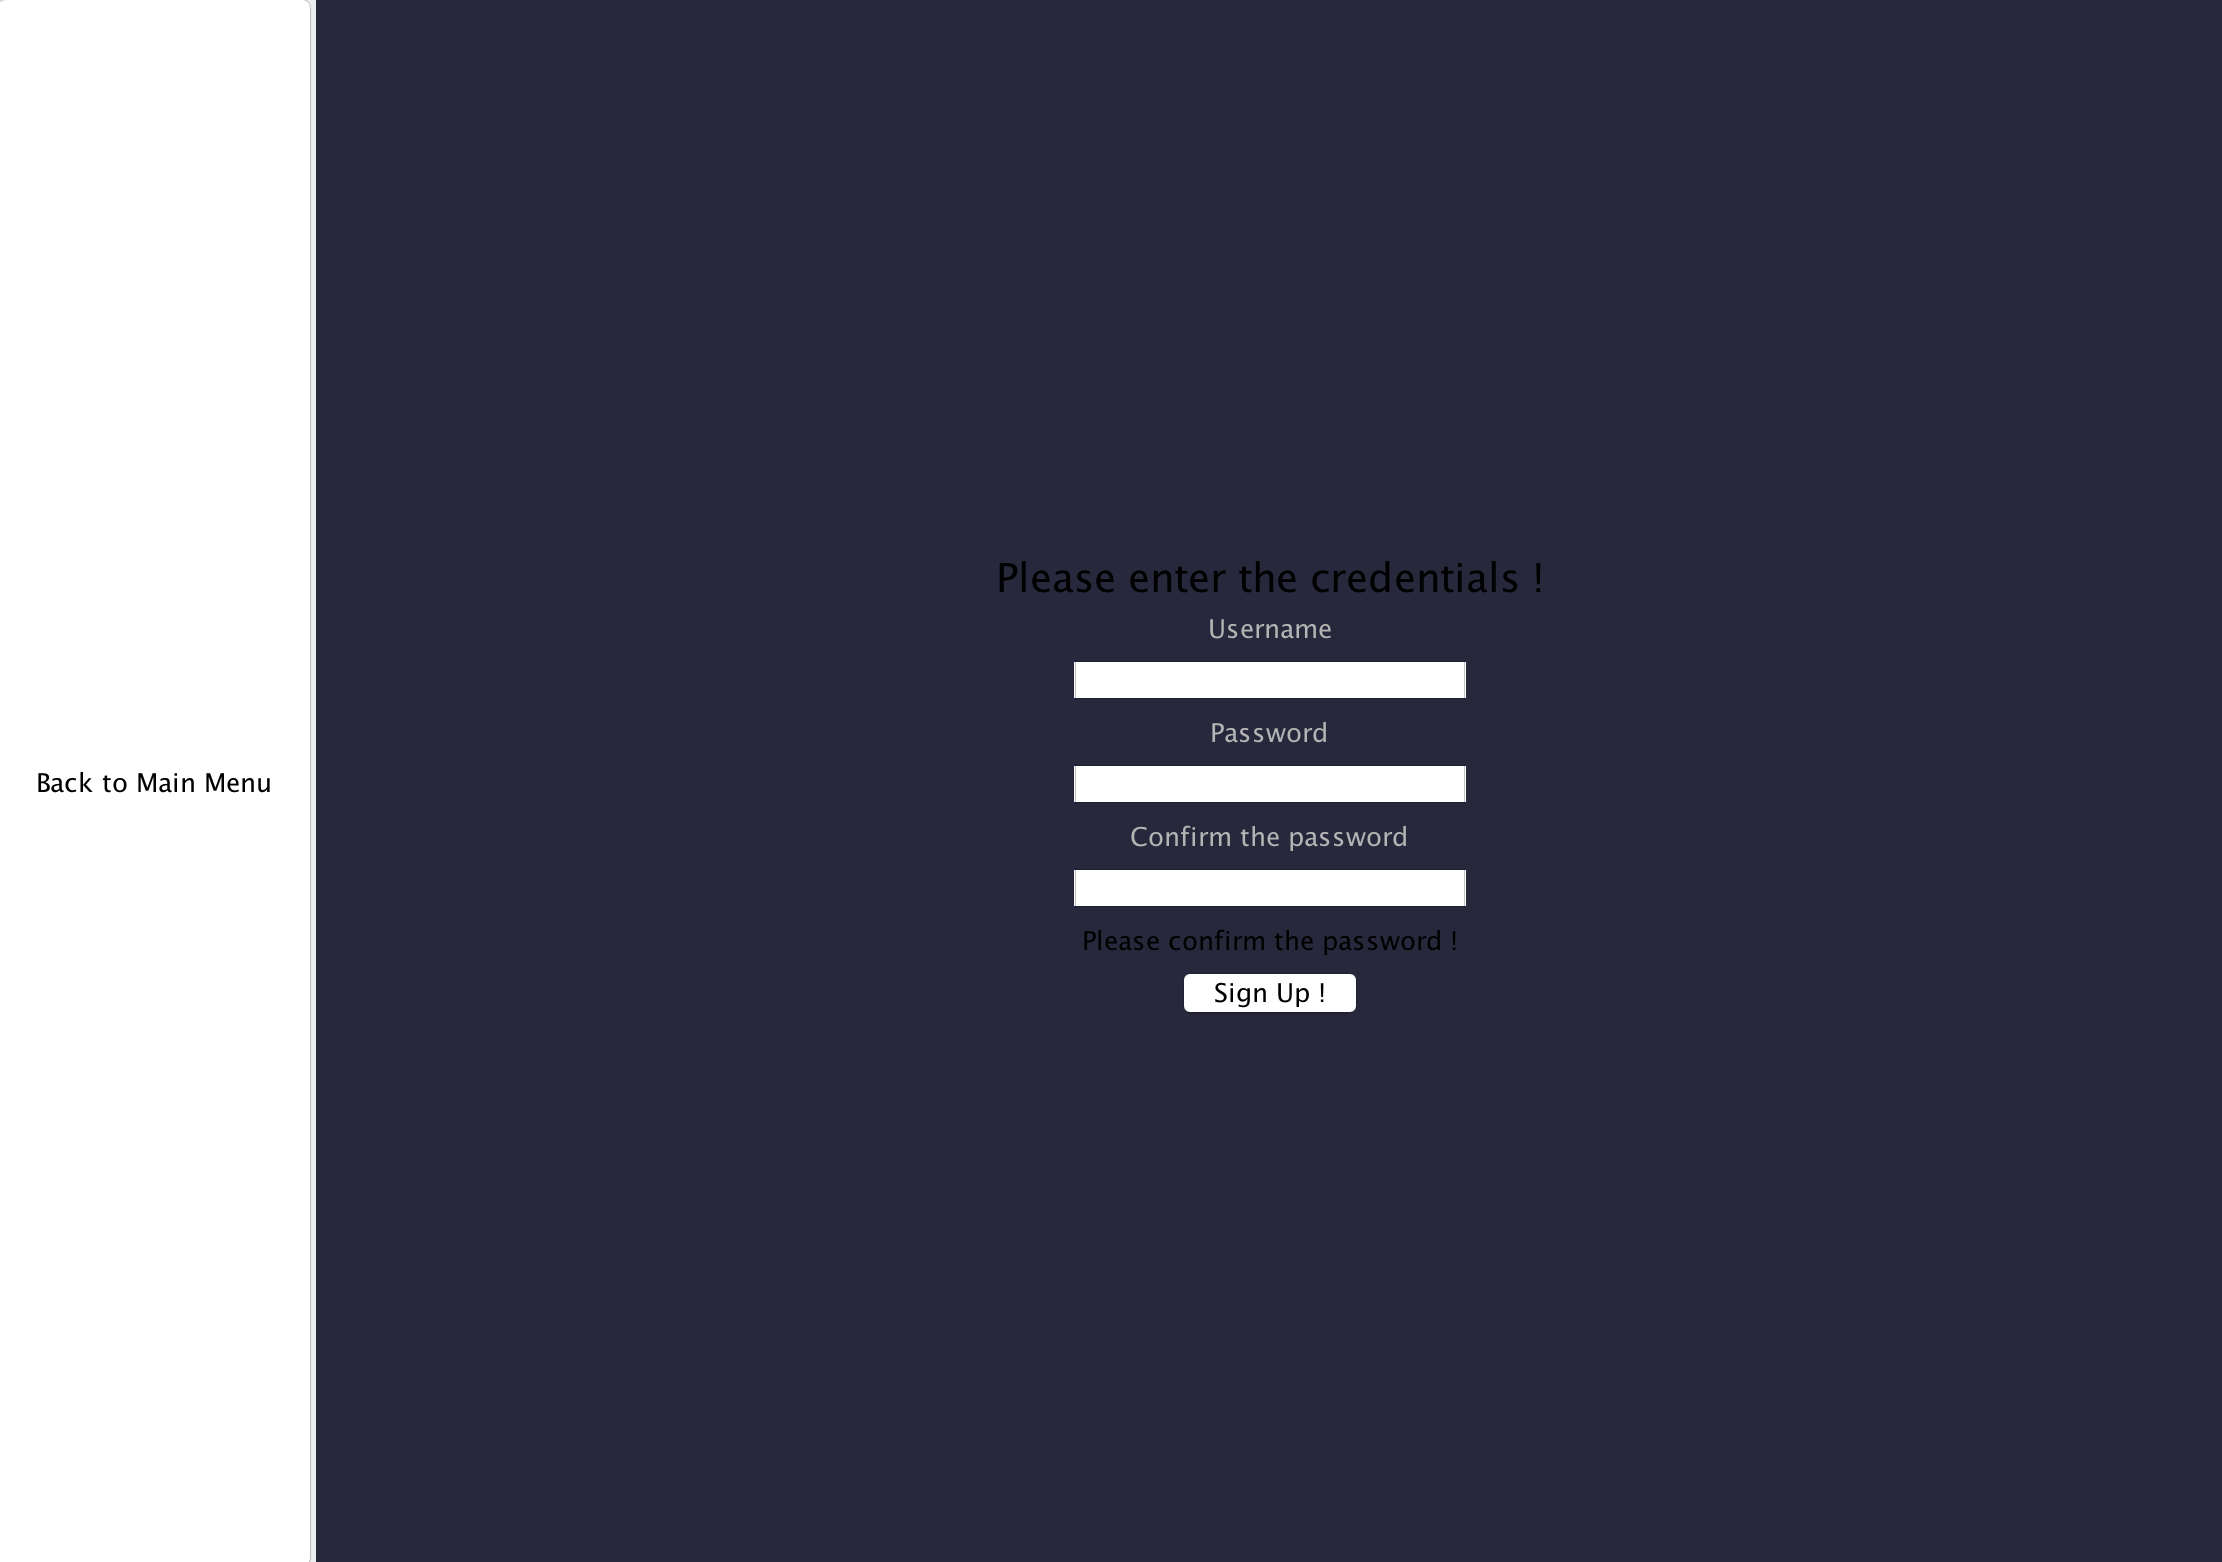 Please enter the credentials !
Username
Password
Back to Main Menu
Confirm the password
Please confirm the password !
Sign Up !